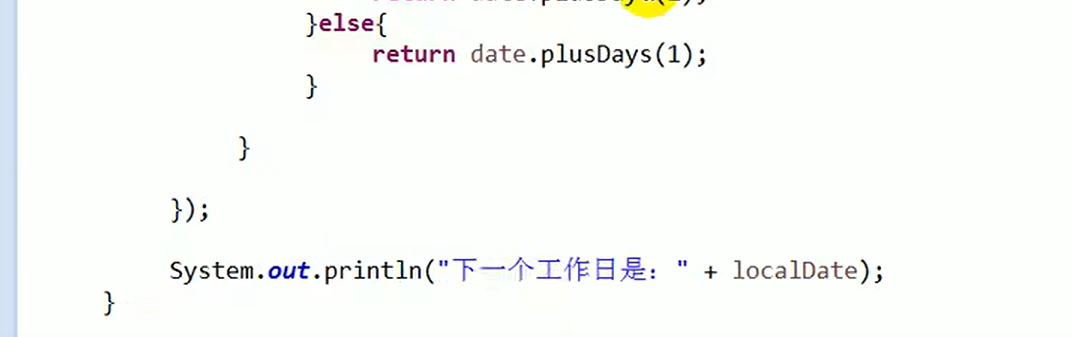 }else{
return date.plusDays(1);
}
}
});
System.out.println("下一个工作日是：" + localDate);
}